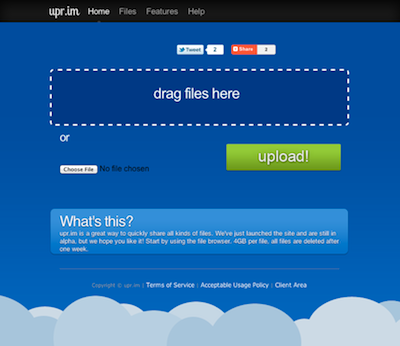 upr.im Home Files Features Help
Tweet 2 Share 3
drag files here
or
upload!
Choose File No file chosen
What's this?
upr.im is a great way to quickly share all kinds of files. We've just launched the site and are still in
alpha, but we hope you like it! Start by using the file browser. 4GB per file, all files are deleted after
one week.
Copyright © upr.im | Terms of Service | Acceptable Usage Policy | Client Area